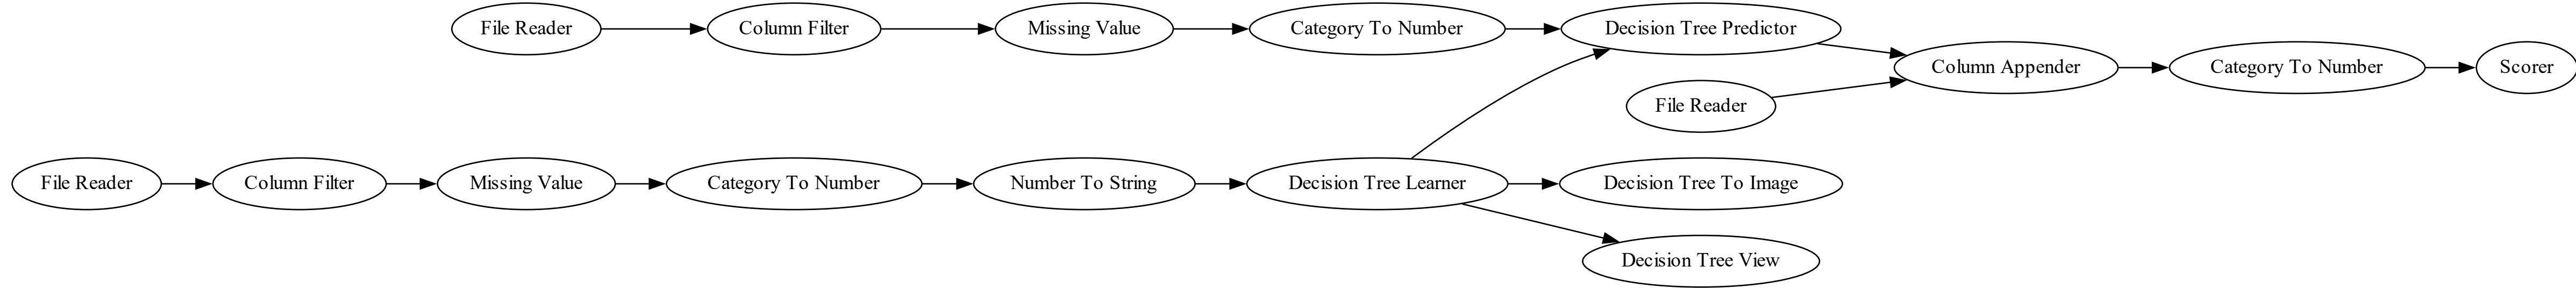 File Reader
Column Filter
Missing Value
Category To Number
Decision Tree Predictor
Column Appender
Category To Number
Scorer
File Reader
File Reader
Column Filter
Missing Value
Category To Number
Number To String
Decision Tree Learner
Decision Tree To Image
Decision Tree View